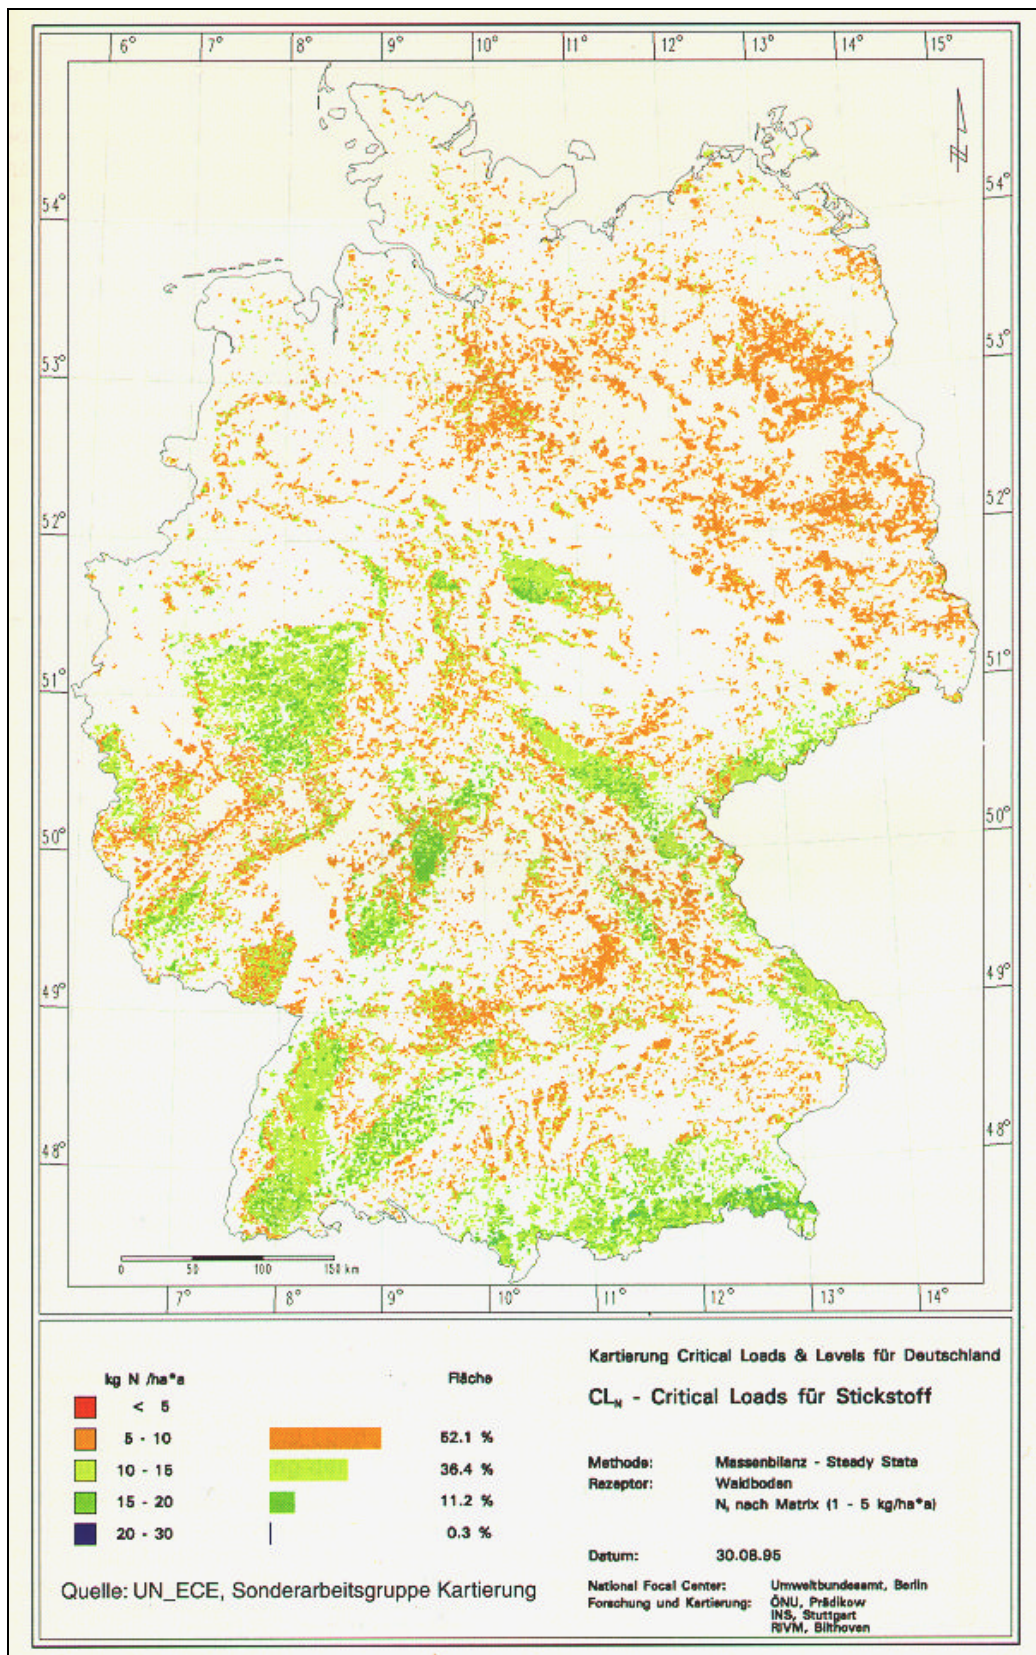 6° 7° 8° 9° 10° 11° 12° 13° 14° 15°
54° 54°
53° 53°
52° 52°
51° 51°
50° 50°
49° 49°
48° 48°
0 50 100 150 km
7° 8° 9° 10° 11° 12° 13° 14°
kg N /ha*a Fläche
< 5
5 - 10 52.1 %
10 - 15 36.4 %
15 - 20 11.2 %
20 - 30 0.3 %
Quelle: UN_ECE, Sonderarbeitsgruppe Kartierung
Kartierung Critical Loads & Levels für Deutschland
CL_N - Critical Loads für Stickstoff
Methode: Massenbilanz - Steady State
Rezeptor: Waldboden
N, nach Matrix (1 - 5 kg/ha*a)
Datum: 30.08.95
National Focal Center: Umweltbundesamt, Berlin
Forschung und Kartierung: ÖNU, Prädikow
INS, Stuttgart
RIVM, Bilthoven